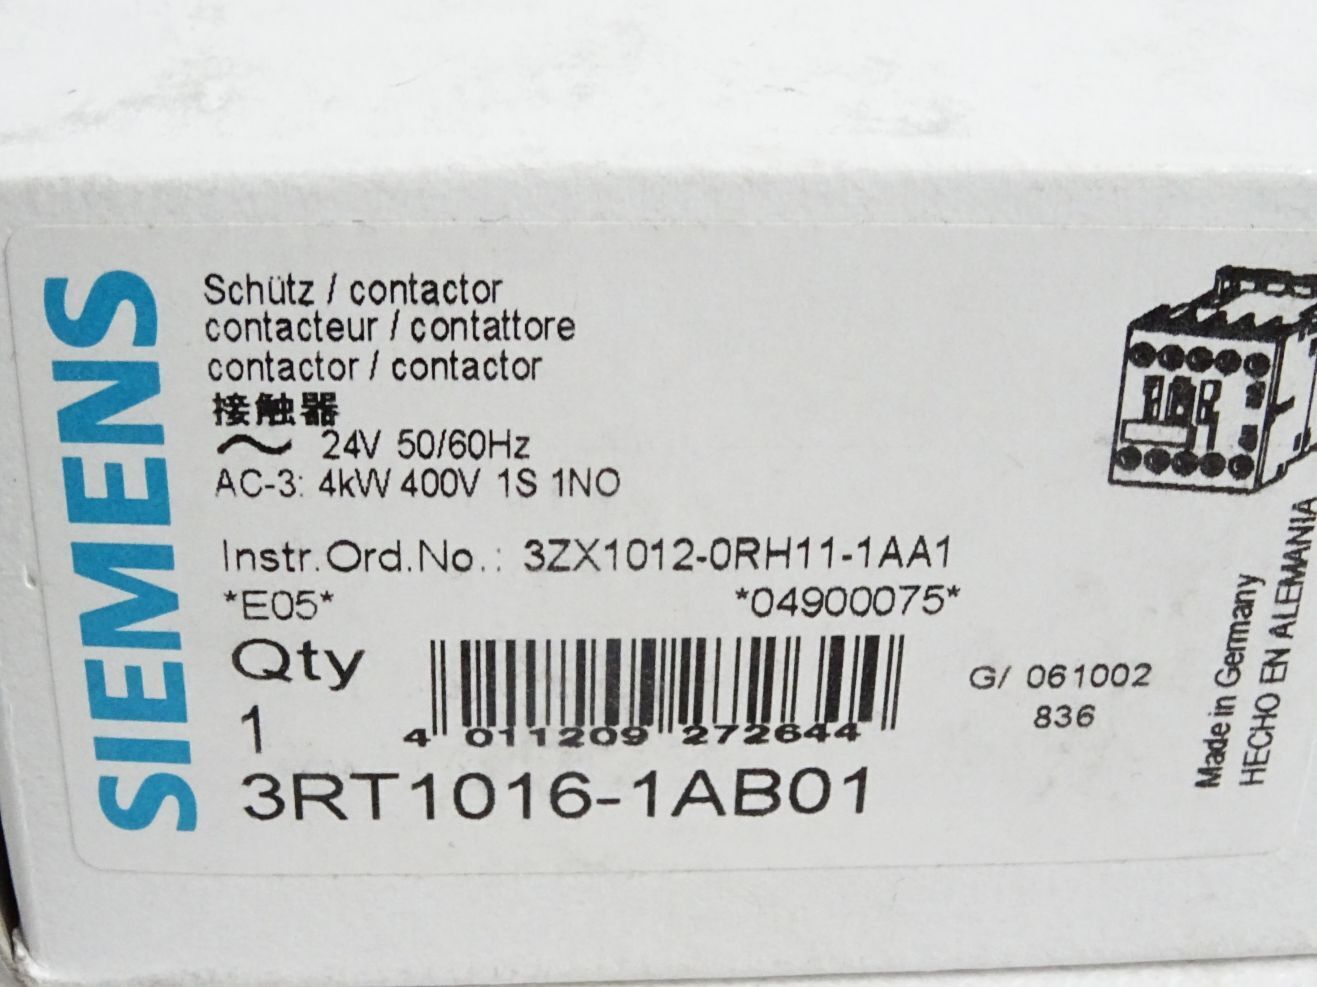 SIEMENS
Schütz / contactor
contacteur / contattore
contactor / contactor
接触器
~ 24V 50/60Hz
AC-3: 4kW 400V 1S 1NO
Instr.Ord.No.: 3ZX1012-0RH11-1AA1
*E05* *04900075*
Qty
1
4 011209 272644
G/ 061002
836
3RT1016-1AB01
Made in Germany
HECHO EN ALEMANIA